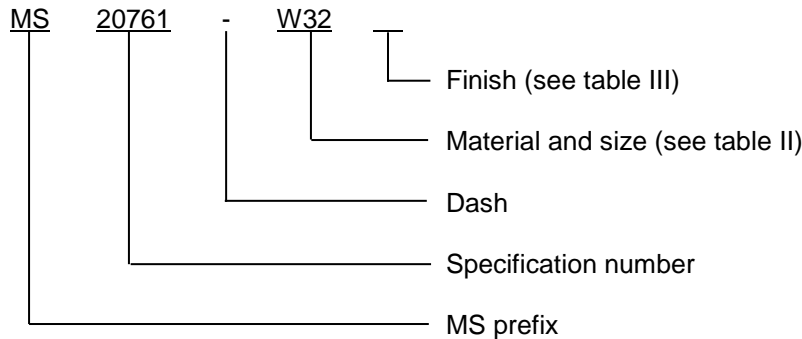 MS 20761 - W32
Finish (see table III)
Material and size (see table II)
Dash
Specification number
MS prefix